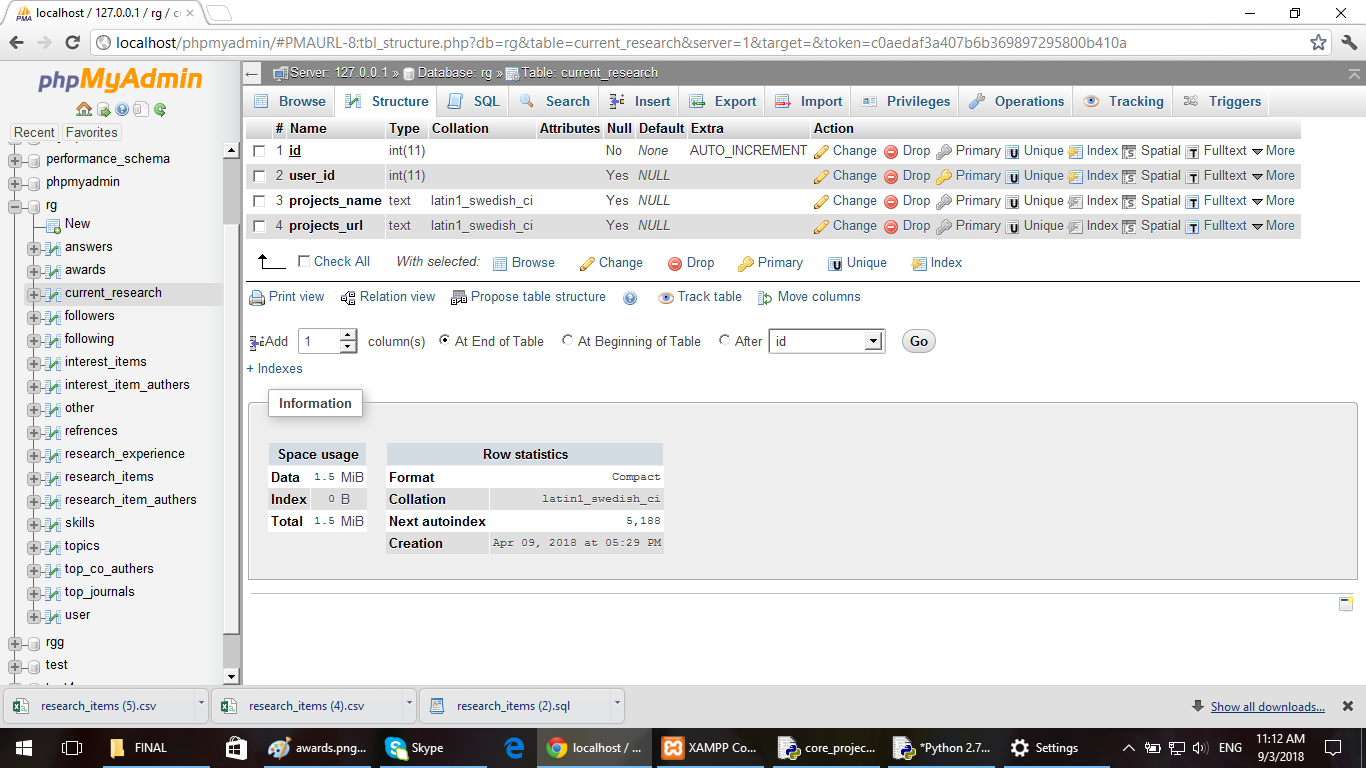 localhost / 127.0.0.1 / rg / c
localhost/phpmyadmin/#PMAURL-8:tbl_structure.php?db=rg&table=current_research&server=1&target=&token=c0aedaf3a407b6b369897295800b410a
phpMyAdmin
Recent Favorites
performance_schema
phpmyadmin
rg
New
answers
awards
current_research
followers
following
interest_items
interest_item_authers
other
refrences
research_experience
research_items
research_item_authers
skills
topics
top_co_authers
top_journals
user
rgg
test
Server: 127.0.0.1 » Database: rg » Table: current_research
Browse Structure SQL Search Insert Export Import Privileges Operations Tracking Triggers
# Name Type Collation Attributes Null Default Extra Action
1 id int(11) No None AUTO_INCREMENT Change Drop Primary Unique Index Spatial Fulltext More
2 user_id int(11) Yes NULL Change Drop Primary Unique Index Spatial Fulltext More
3 projects_name text latin1_swedish_ci Yes NULL Change Drop Primary Unique Index Spatial Fulltext More
4 projects_url text latin1_swedish_ci Yes NULL Change Drop Primary Unique Index Spatial Fulltext More
Check All With selected: Browse Change Drop Primary Unique Index
Print view Relation view Propose table structure Track table Move columns
Add 1 column(s) At End of Table At Beginning of Table After id Go
+ Indexes
Information
Space usage
Data 1.5 MiB
Index 0 B
Total 1.5 MiB
Row statistics
Format Compact
Collation latin1_swedish_ci
Next autoindex 5,188
Creation Apr 09, 2018 at 05:29 PM
research_items (5).csv research_items (4).csv research_items (2).sql Show all downloads...
FINAL awards.png... Skype localhost / ... XAMPP Co... core_projec... *Python 2.7... Settings ENG 11:12 AM
9/3/2018